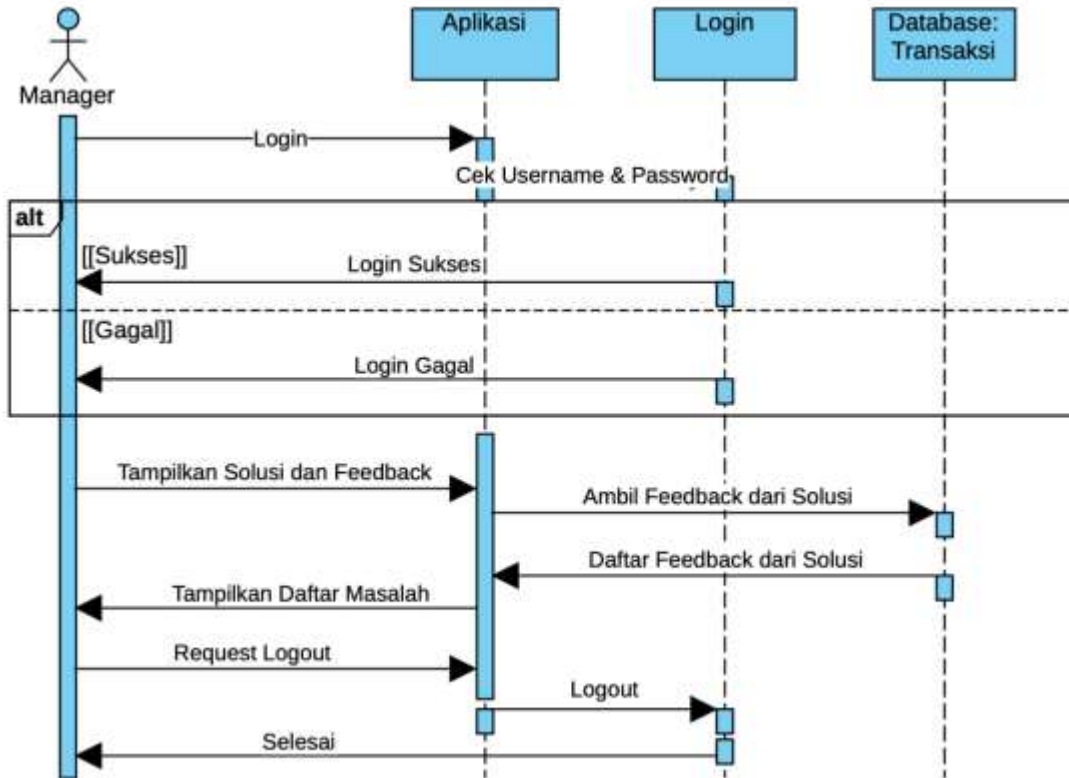 Aplikasi
Login
Database:
Transaksi
Manager
Login
Cek Username & Password
alt
[[Sukses]]
Login Sukses
[[Gagal]]
Login Gagal
Tampilkan Solusi dan Feedback
Ambil Feedback dari Solusi
Daftar Feedback dari Solusi
Tampilkan Daftar Masalah
Request Logout
Logout
Selesai